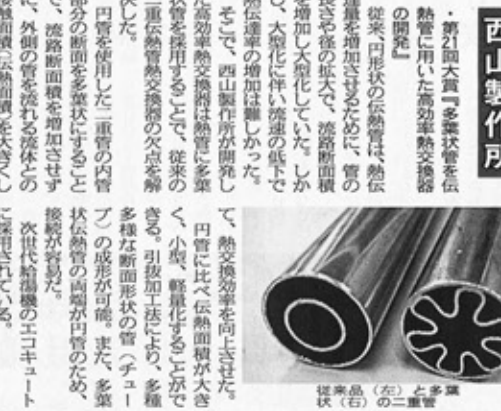 西山製作所
・第21回大賞『多葉状管を伝
熱管に用いた高効率熱交換器
の開発』
従来、円形状の伝熱管は、熱伝
達量を増加させるために、管の
長さや径の拡大で、流路断面積
を増加し大型化していた。しか
し、大型化に伴い流速の低下で
熱伝達率の増加は難しかった。
そこで、西山製作所が開発し
た高効率熱交換器は熱管に多葉
状管を採用することで、従来の
二重伝熱管熱交換器の欠点を解
決した。
円管を使用した二重管の内管
部分の断面を多葉状にすること
で、流路断面積を増加させず
に、外側の管を流れる流体との
接触面積（伝熱面積）を大きくし
て、熱交換効率を向上させた。
円管に比べ伝熱面積が大き
く、小型、軽量化することがで
きる。引抜加工法により、多種
多様な断面形状の管（チュー
ブ）の成形が可能。また、多葉
状伝熱管の両端が円管のため、
接続が容易だ。
次世代給湯機のエコキュート
に採用されている。
従来品（左）と多葉
状（右）の二重管